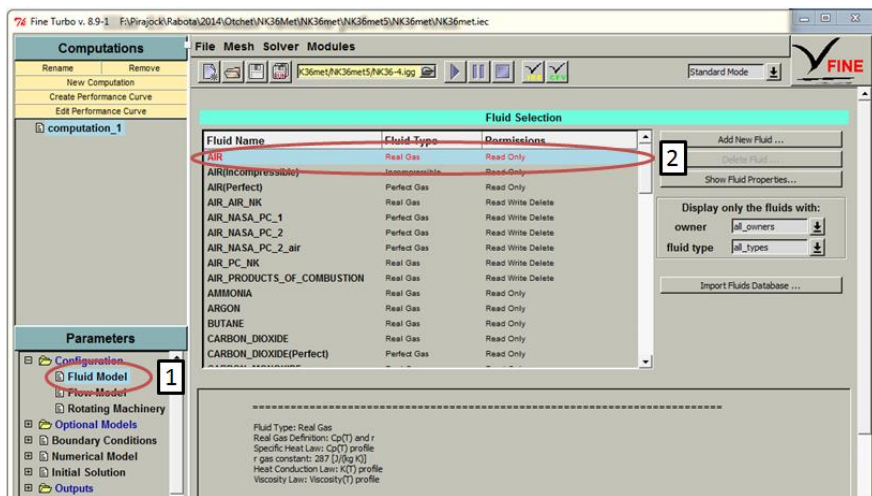 Fine Turbo v. 8.9-1 F:\Pirajock\Rabota\2014\Otchet\NK36Met\NK36met\NK36met5\NK36met\NK36met.iec
Computations
Rename Remove
New Computation
Create Performance Curve
Edit Performance Curve
computation_1
File Mesh Solver Modules
K36met/NK36met5/NK36-4.igg
Standard Mode
FINE
Fluid Selection
Fluid Name Fluid Type Permissions
AIR Real Gas Read Only
AIR(Incompressible) Incompressible Read Only
AIR(Perfect) Perfect Gas Read Only
AIR_AIR_NK Real Gas Read Write Delete
AIR_NASA_PC_1 Perfect Gas Read Write Delete
AIR_NASA_PC_2 Perfect Gas Read Write Delete
AIR_NASA_PC_2_air Perfect Gas Read Write Delete
AIR_PC_NK Real Gas Read Write Delete
AIR_PRODUCTS_OF_COMBUSTION Real Gas Read Write Delete
AMMONIA Real Gas Read Only
ARGON Real Gas Read Only
BUTANE Real Gas Read Only
CARBON_DIOXIDE Real Gas Read Only
CARBON_DIOXIDE(Perfect) Perfect Gas Read Only
2
Add New Fluid ...
Delete Fluid ...
Show Fluid Properties...
Display only the fluids with:
owner all_owners
fluid type all_types
Import Fluids Database ...
Parameters
Configuration
Fluid Model
1
Flow Model
Rotating Machinery
Optional Models
Boundary Conditions
Numerical Model
Initial Solution
Outputs
Fluid Type: Real Gas
Real Gas Definition: Cp(T) and r
Specific Heat Law: Cp(T) profile
r gas constant: 287 [J/(kg K)]
Heat Conduction Law: K(T) profile
Viscosity Law: Viscosity(T) profile